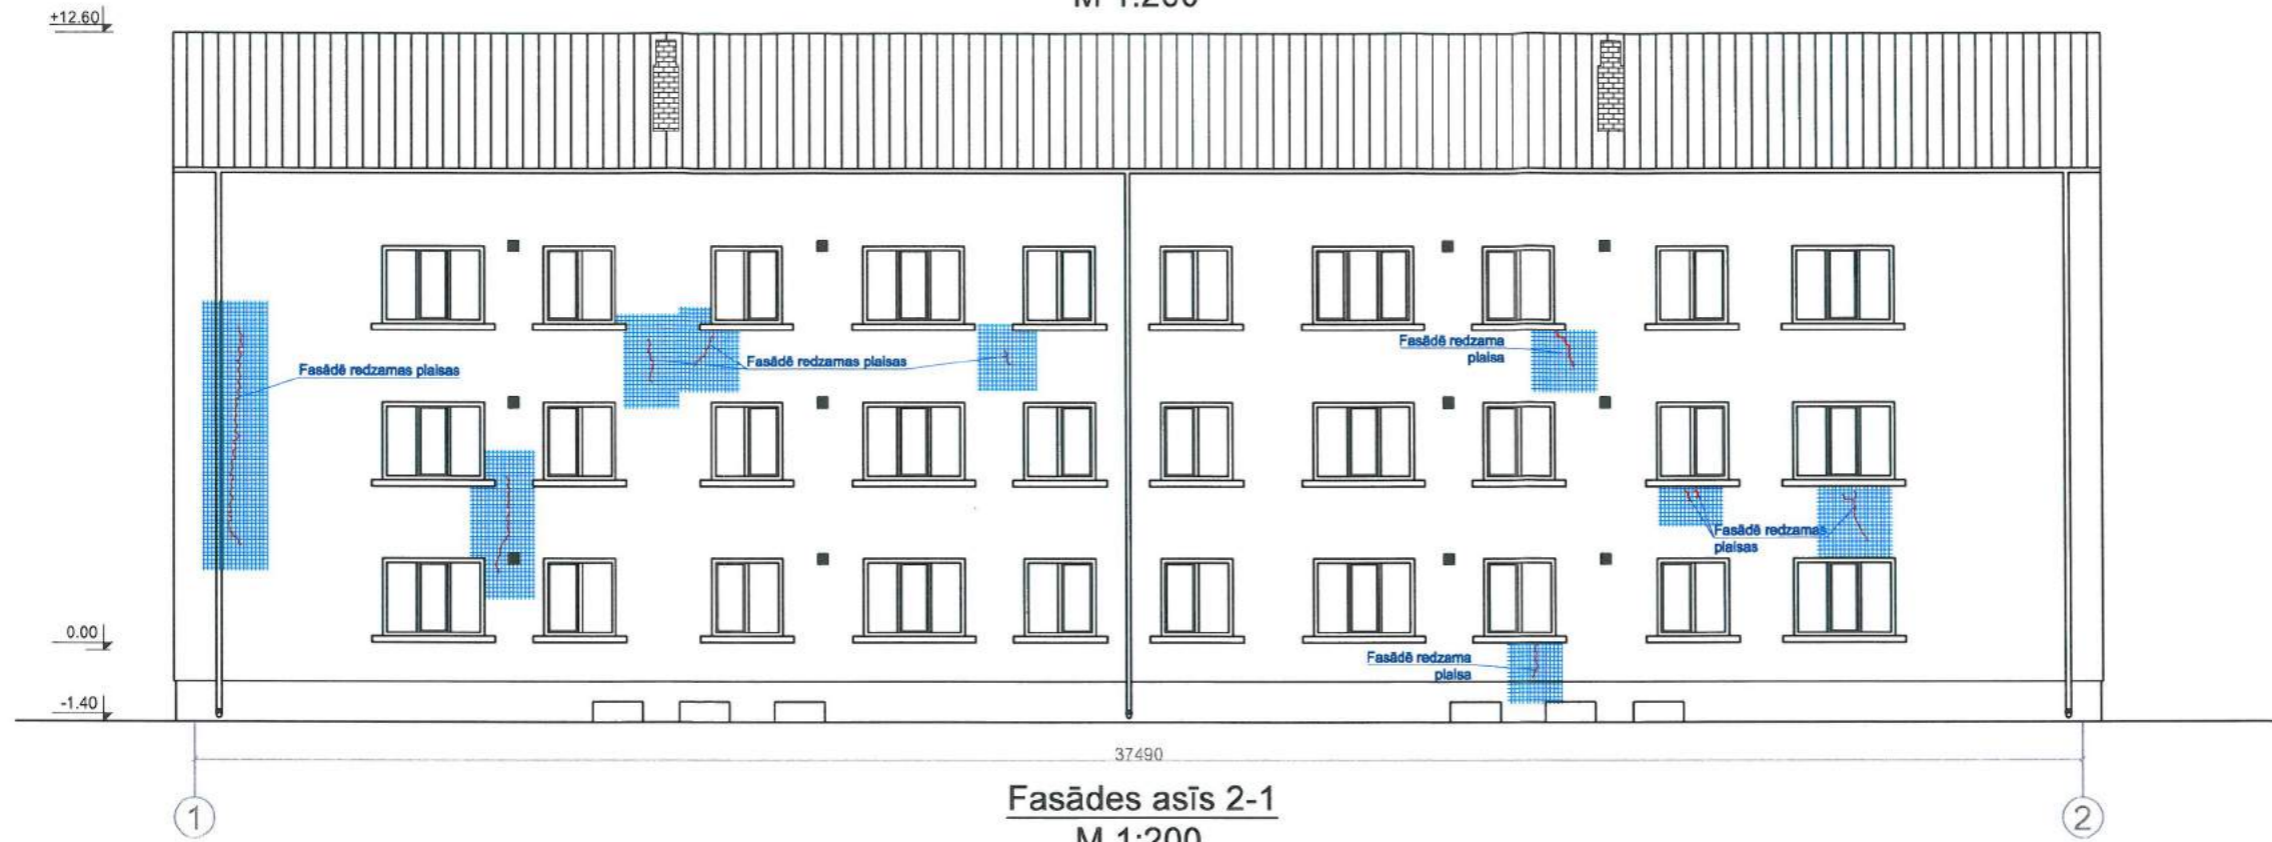 M 1:200
+12.60
Fasādē redzamas plaisas
Fasādē redzamas plaisas
Fasādē redzama
plaisa
Fasādē redzamas
plaisas
0.00
Fasādē redzama
plaisa
-1.40
37490
Fasādes asīs 2-1
M 1:200
1
2